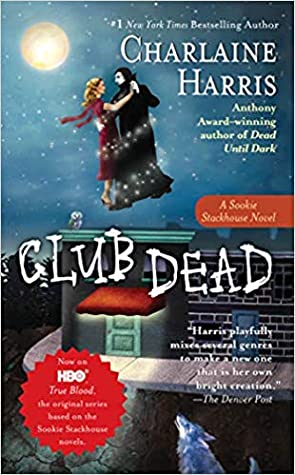 #1 New York Times Bestselling Author
CHARLAINE
HARRIS
Anthony
Award–winning
author of Dead
Until Dark
A Sookie
Stackhouse Novel
CLUB DEAD
“Harris playfully
mixes several genres
to make a new one
that is her own
bright creation.”
—The Denver Post
Now on
HBO®
True Blood,
the original series
based on the
Sookie Stackhouse
novels.